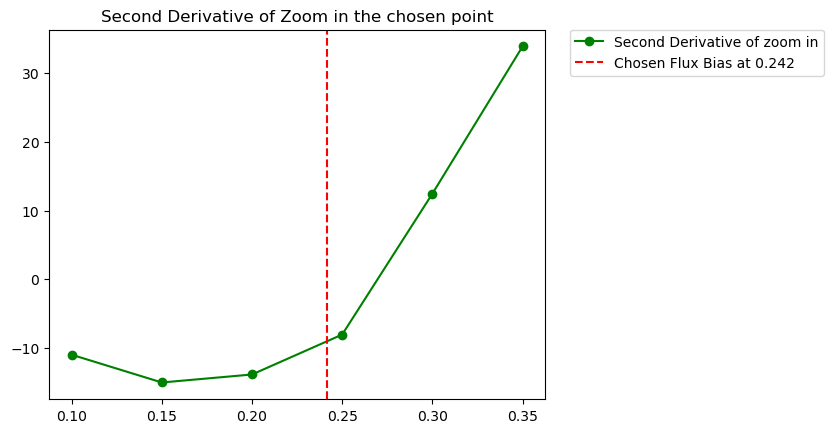 Second Derivative of Zoom in the chosen point
Second Derivative of zoom in
Chosen Flux Bias at 0.242
30
20
10
0
−10
0.10 0.15 0.20 0.25 0.30 0.35